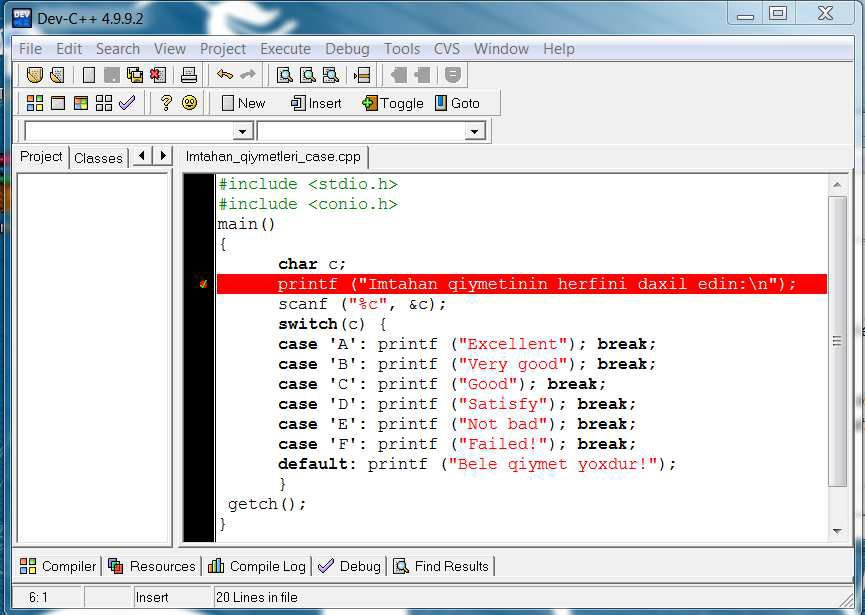 Dev-C++ 4.9.9.2
File Edit Search View Project Execute Debug Tools CVS Window Help
New Insert Toggle Goto
Project Classes Imtahan_qiymetleri_case.cpp
#include <stdio.h>
#include <conio.h>
main()
{
char c;
printf ("Imtahan qiymetinin herfini daxil edin:\n");
scanf ("%c", &c);
switch(c) {
case 'A': printf ("Excellent"); break;
case 'B': printf ("Very good"); break;
case 'C': printf ("Good"); break;
case 'D': printf ("Satisfy"); break;
case 'E': printf ("Not bad"); break;
case 'F': printf ("Failed!"); break;
default: printf ("Bele qiymet yoxdur!");
}
getch();
}
Compiler Resources Compile Log Debug Find Results
6: 1 Insert 20 Lines in file